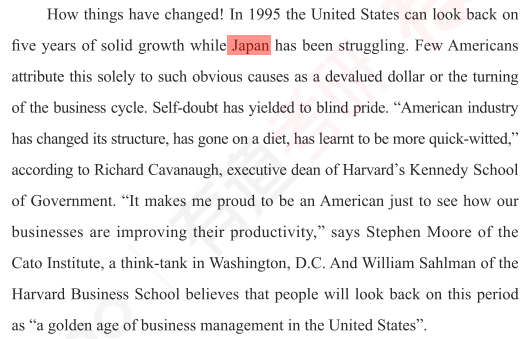 How things have changed! In 1995 the United States can look back on
five years of solid growth while Japan has been struggling. Few Americans
attribute this solely to such obvious causes as a devalued dollar or the turning
of the business cycle. Self-doubt has yielded to blind pride. “American industry
has changed its structure, has gone on a diet, has learnt to be more quick-witted,”
according to Richard Cavanaugh, executive dean of Harvard’s Kennedy School
of Government. “It makes me proud to be an American just to see how our
businesses are improving their productivity,” says Stephen Moore of the
Cato Institute, a think-tank in Washington, D.C. And William Sahlman of the
Harvard Business School believes that people will look back on this period
as “a golden age of business management in the United States”.
有道考研